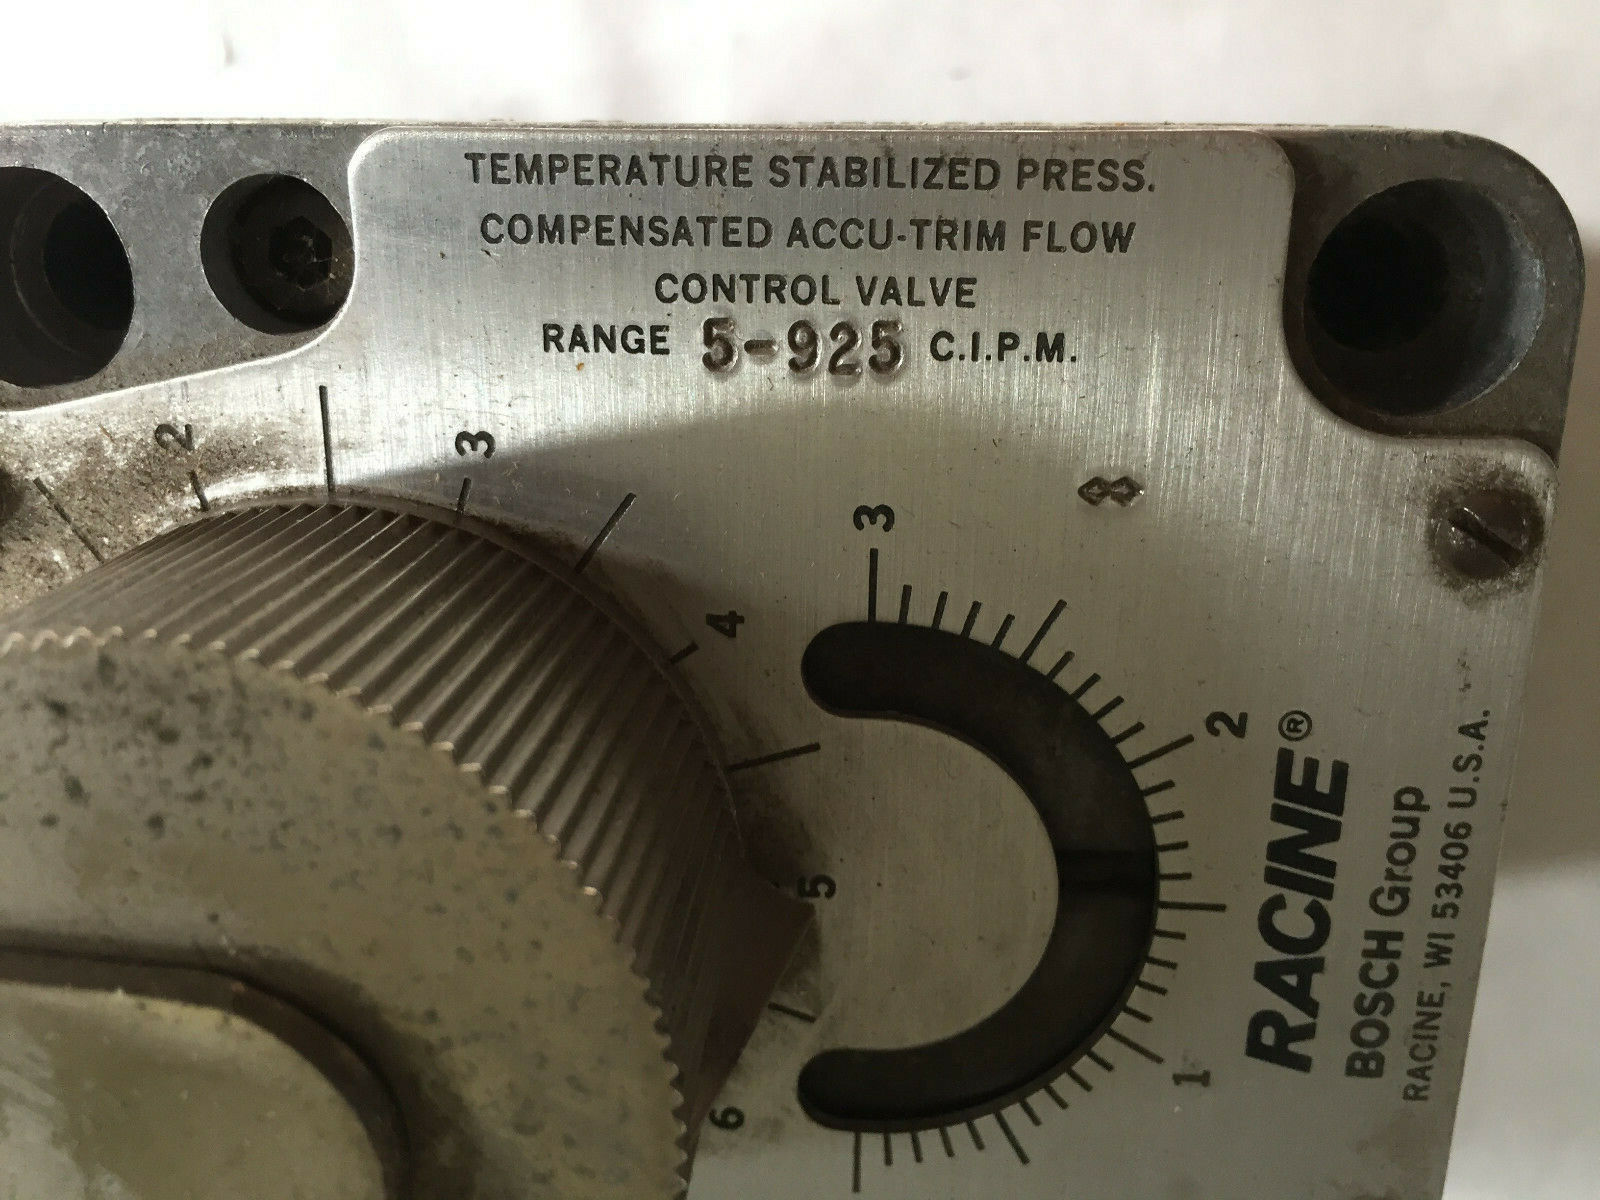 TEMPERATURE STABILIZED PRESS.
COMPENSATED ACCU-TRIM FLOW
CONTROL VALVE
RANGE 5-925 C.I.P.M.
2
3
4
5
6
3
2
1
RACINE®
BOSCH Group
RACINE, WI 53406 U.S.A.